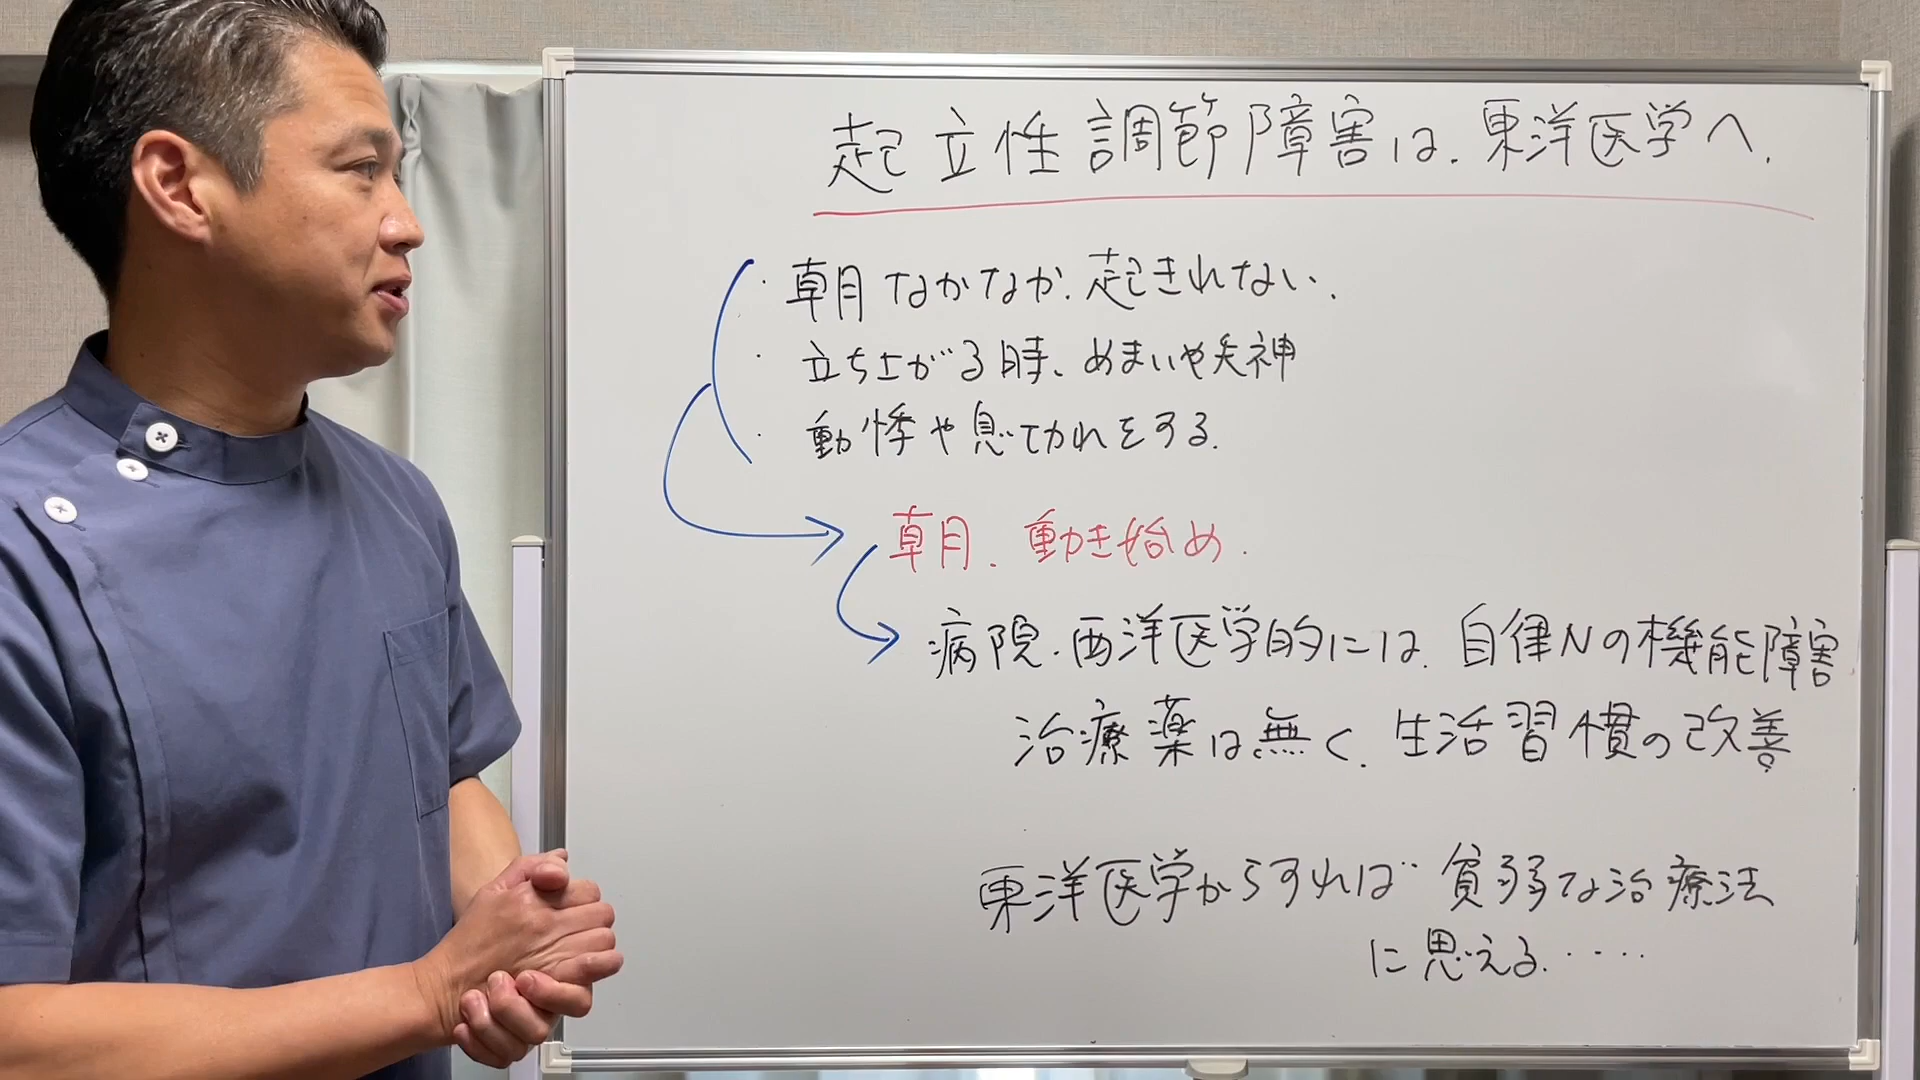 起立性調節障害は、東洋医学へ、
・朝なかなか、起きれない、
・立ち上がる時、めまいや失神
・動悸や息切れをする、
朝、動き始め、
病院、西洋医学的には、自律Nの機能障害
治療薬は無く、生活習慣の改善。
東洋医学からすれば 貧弱な治療法
に思える、・・・・